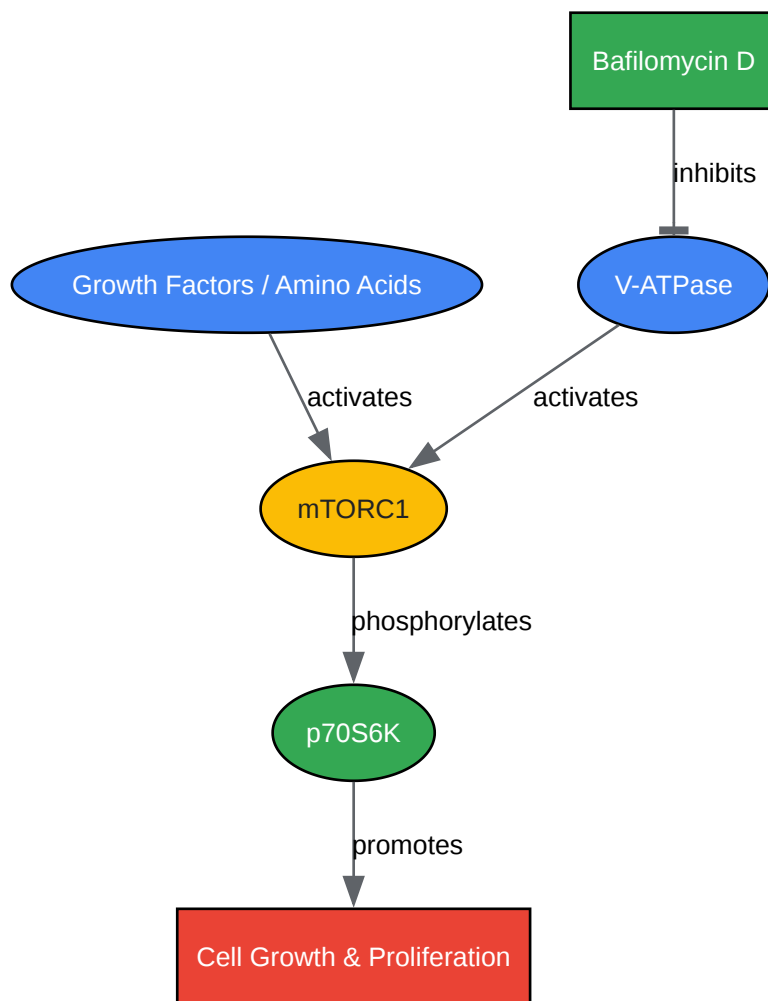 Bafilomycin D
inhibits
Growth Factors / Amino Acids
V-ATPase
activates
activates
mTORC1
phosphorylates
p70S6K
promotes
Cell Growth & Proliferation